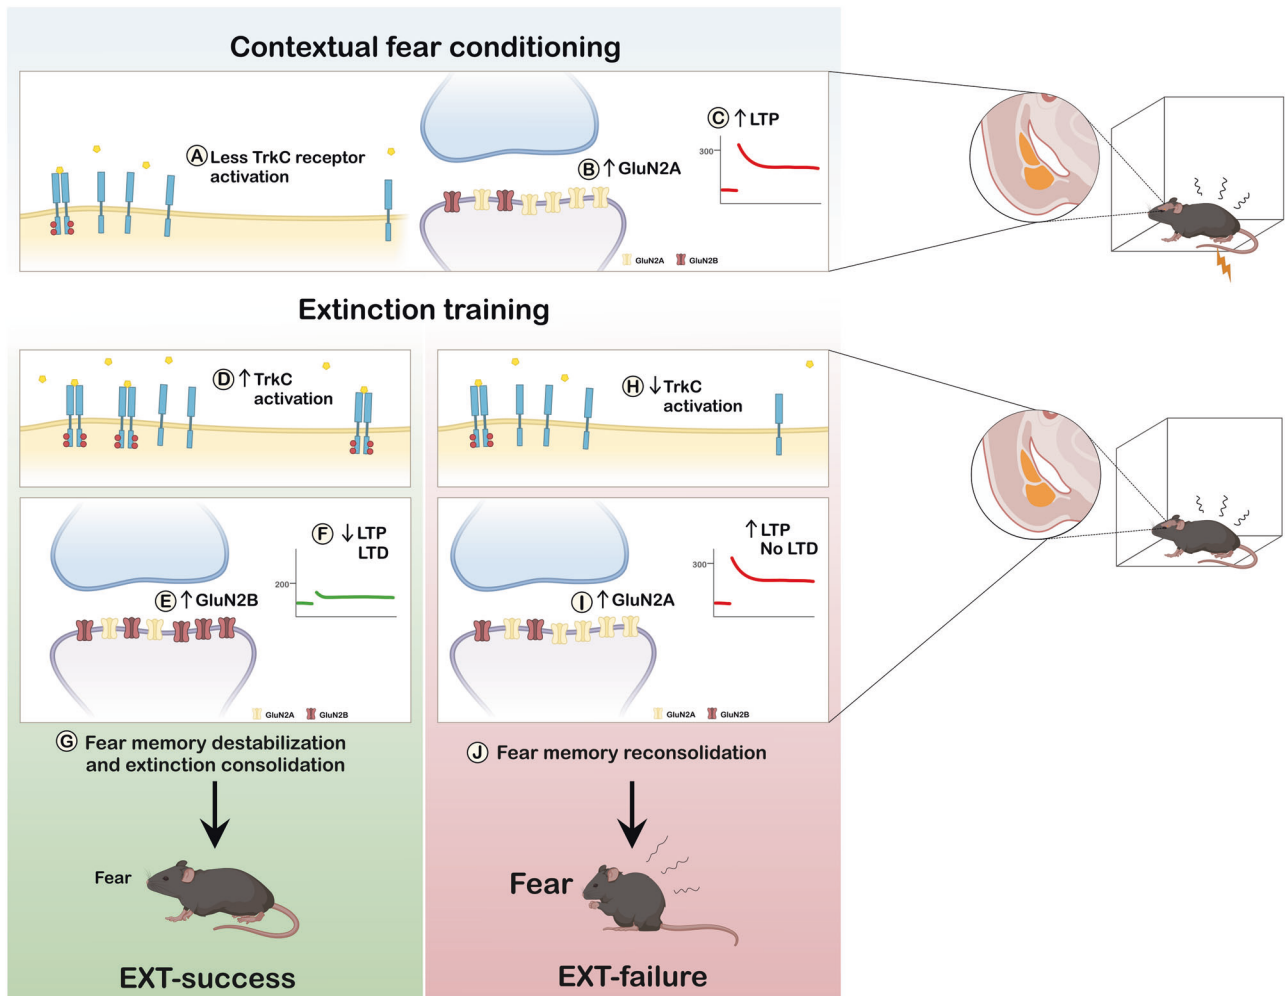 Contextual fear conditioning
A Less TrkC receptor
activation
B ↑ GluN2A
C ↑ LTP
300
GluN2A GluN2B
Extinction training
D ↑ TrkC
activation
H ↓ TrkC
activation
F ↓ LTP
LTD
200
E ↑ GluN2B
GluN2A GluN2B
↑ LTP
No LTD
300
I ↑ GluN2A
GluN2A GluN2B
G Fear memory destabilization
and extinction consolidation
J Fear memory reconsolidation
Fear
Fear
EXT-success
EXT-failure